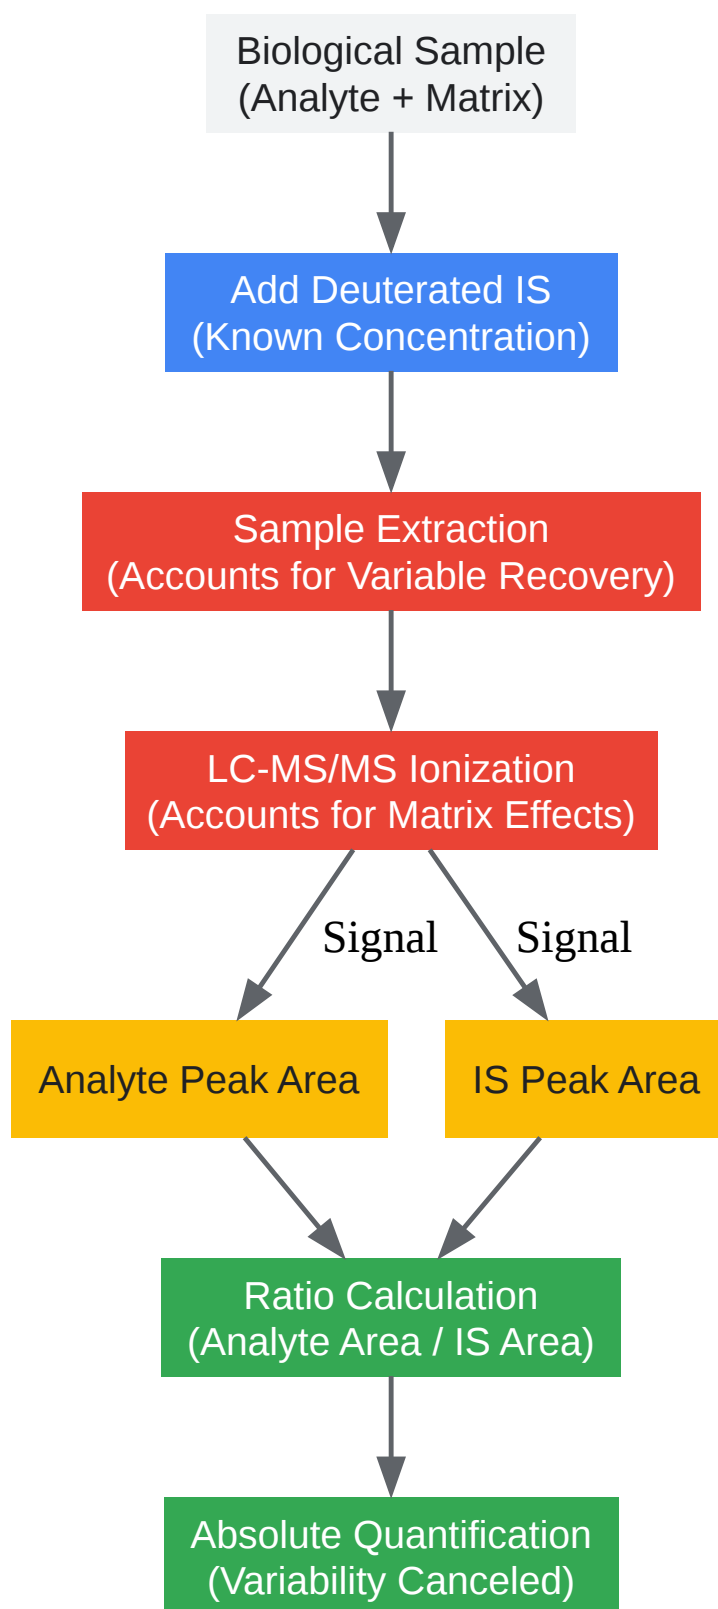 Biological Sample
(Analyte + Matrix)
Add Deuterated IS
(Known Concentration)
Sample Extraction
(Accounts for Variable Recovery)
LC-MS/MS Ionization
(Accounts for Matrix Effects)
Signal
Signal
Analyte Peak Area
IS Peak Area
Ratio Calculation
(Analyte Area / IS Area)
Absolute Quantification
(Variability Canceled)